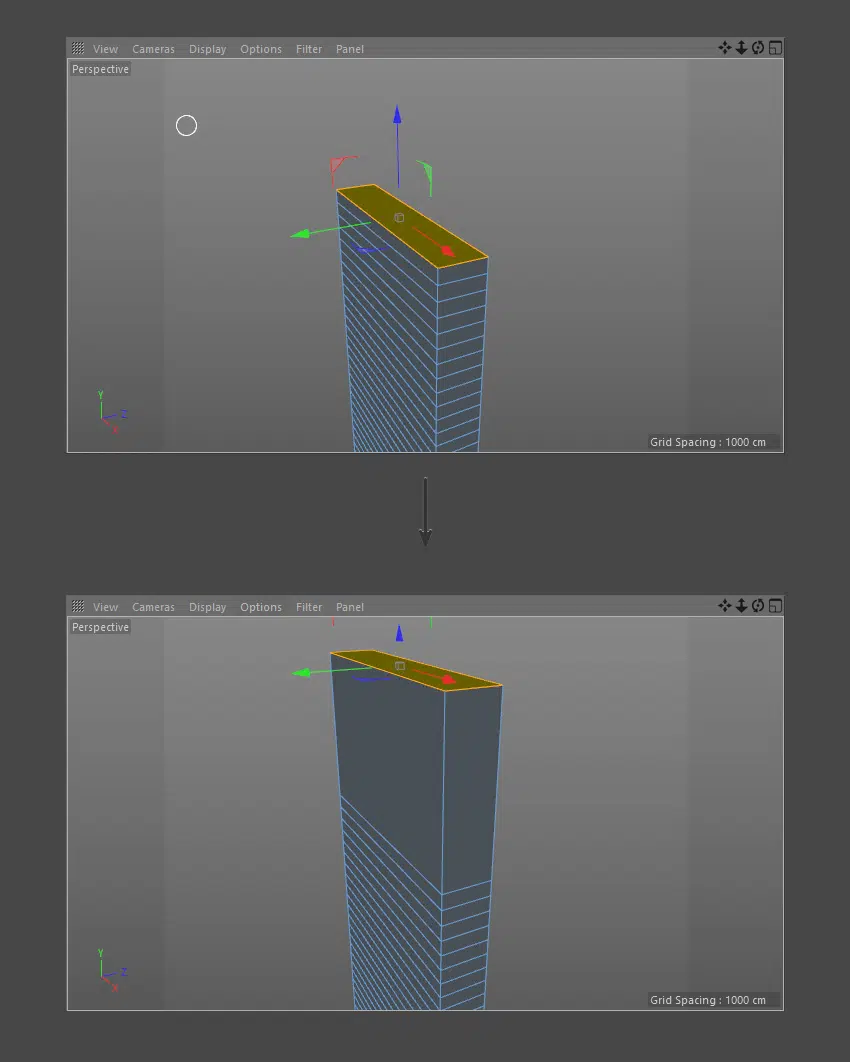 View Cameras Display Options Filter Panel
Perspective
Y
Z
X
Grid Spacing : 1000 cm
View Cameras Display Options Filter Panel
Perspective
Y
Z
X
Grid Spacing : 1000 cm